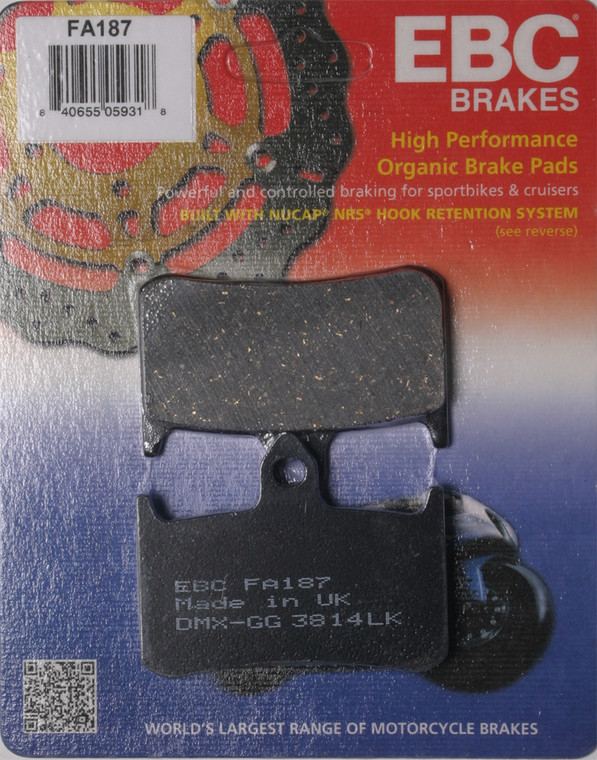 FA187
8 40655 05931 8
EBC
BRAKES
High Performance
Organic Brake Pads
Powerful and controlled braking for sportbikes & cruisers
BUILT WITH NUCAP® NRS® HOOK RETENTION SYSTEM
(see reverse)
EBC FA187
Made in UK
DMX-GG 3814LK
WORLD'S LARGEST RANGE OF MOTORCYCLE BRAKES